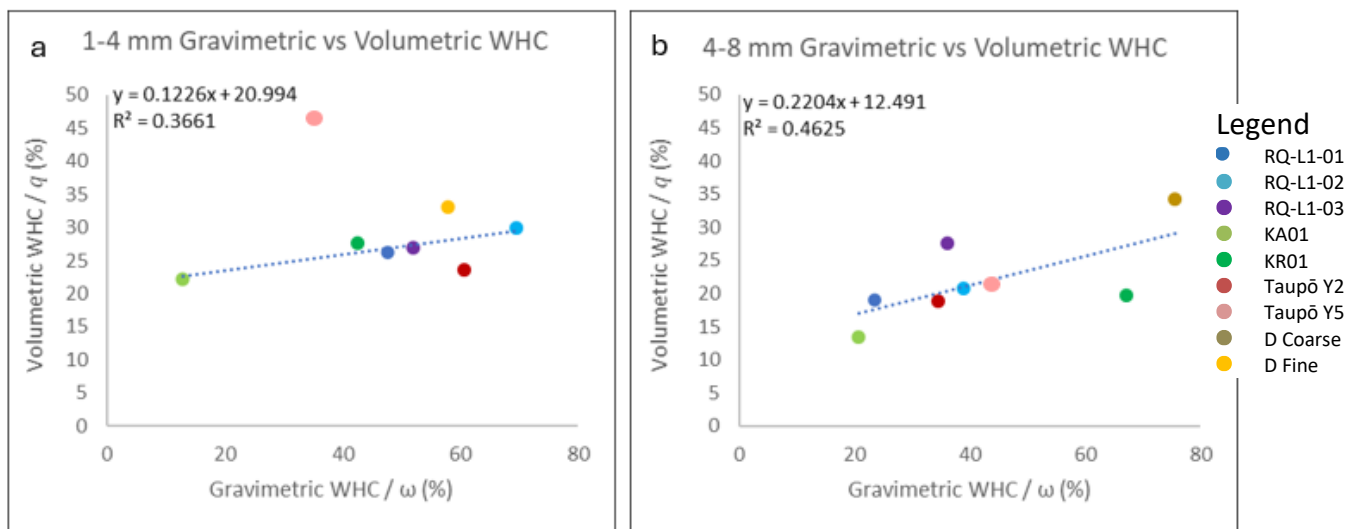 a 1-4 mm Gravimetric vs Volumetric WHC
y = 0.1226x + 20.994
R² = 0.3661
Volumetric WHC / q (%)
50
45
40
35
30
25
20
15
10
5
0
0 20 40 60 80
Gravimetric WHC / ω (%)
b 4-8 mm Gravimetric vs Volumetric WHC
y = 0.2204x + 12.491
R² = 0.4625
Volumetric WHC / q (%)
50
45
40
35
30
25
20
15
10
5
0
0 20 40 60 80
Gravimetric WHC / ω (%)
Legend
RQ-L1-01
RQ-L1-02
RQ-L1-03
KA01
KR01
Taupō Y2
Taupō Y5
D Coarse
D Fine